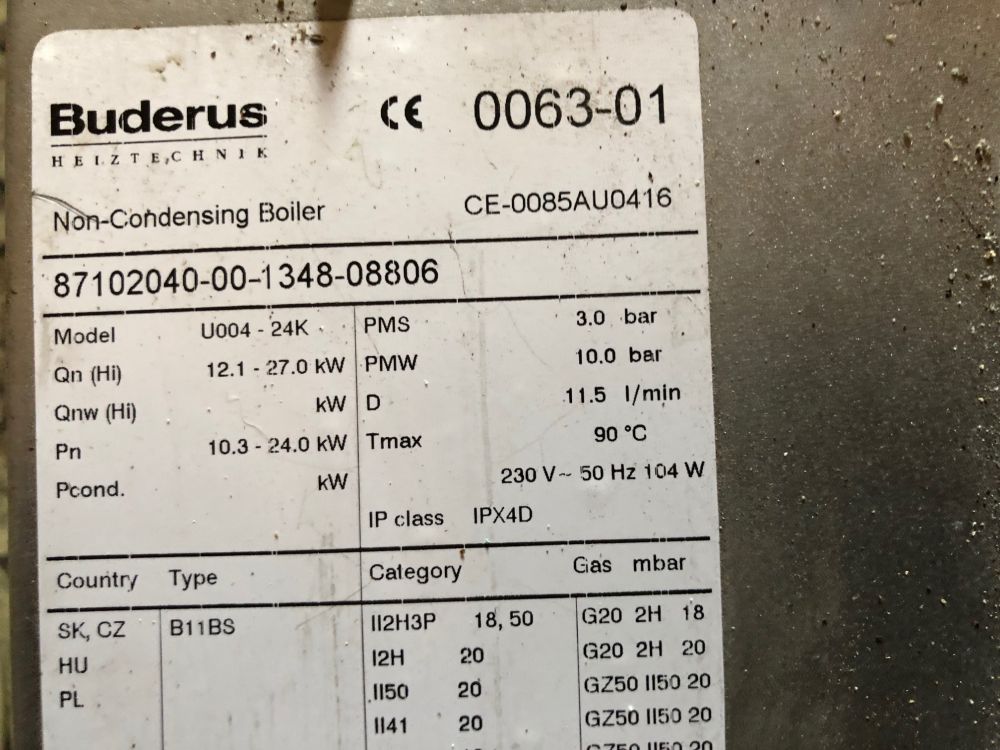 Buderus
HEIZTECHNIK
CE 0063-01
Non-Condensing Boiler CE-0085AU0416
87102040-00-1348-08806
Model U004 - 24K PMS 3.0 bar
Qn (Hi) 12.1 - 27.0 kW PMW 10.0 bar
Qnw (Hi) kW D 11.5 l/min
Pn 10.3 - 24.0 kW Tmax 90 °C
Pcond. kW 230 V~ 50 Hz 104 W
IP class IPX4D
Country Type Category Gas mbar
SK, CZ B11BS II2H3P 18, 50 G20 2H 18
HU I2H 20 G20 2H 20
PL II50 20 GZ50 II50 20
II41 20 GZ50 II50 20
GZ50 II50 20